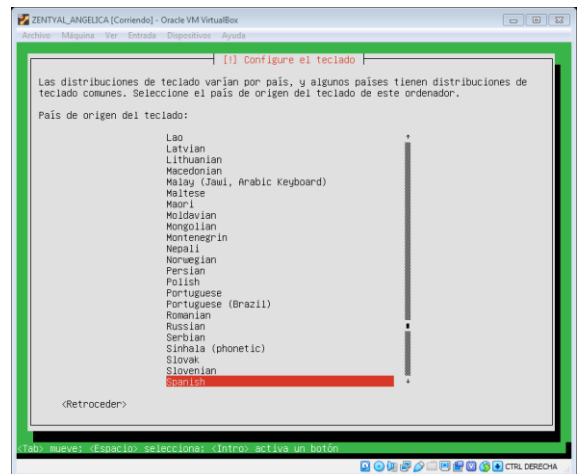 ZENTYAL_ANGELICA [Corriendo] - Oracle VM VirtualBox
Archivo Máquina Ver Entrada Dispositivos Ayuda
[!] Configure el teclado
Las distribuciones de teclado varían por país, y algunos países tienen distribuciones de
teclado comunes. Seleccione el país de origen del teclado de este ordenador.
País de origen del teclado:
Lao
Latvian
Lithuanian
Macedonian
Malay (Jawi, Arabic Keyboard)
Maltese
Maori
Moldavian
Mongolian
Montenegrin
Nepali
Norwegian
Persian
Polish
Portuguese
Portuguese (Brazil)
Romanian
Russian
Serbian
Sinhala (phonetic)
Slovak
Slovenian
Spanish
<Retroceder>
<Tab> mueve; <Espacio> selecciona; <Intro> activa un botón
CTRL DERECHA